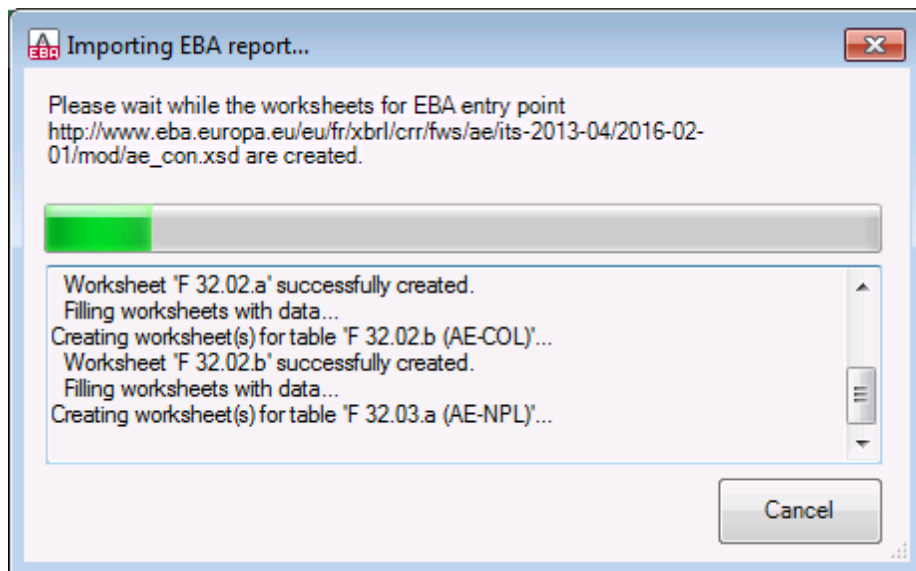 A
EBA
Importing EBA report...
Please wait while the worksheets for EBA entry point
http://www.eba.europa.eu/eu/fr/xbrl/crr/fws/ae/its-2013-04/2016-02-
01/mod/ae_con.xsd are created.
Worksheet 'F 32.02.a' successfully created.
Filling worksheets with data...
Creating worksheet(s) for table 'F 32.02.b (AE-COL)'...
Worksheet 'F 32.02.b' successfully created.
Filling worksheets with data...
Creating worksheet(s) for table 'F 32.03.a (AE-NPL)'...
Cancel